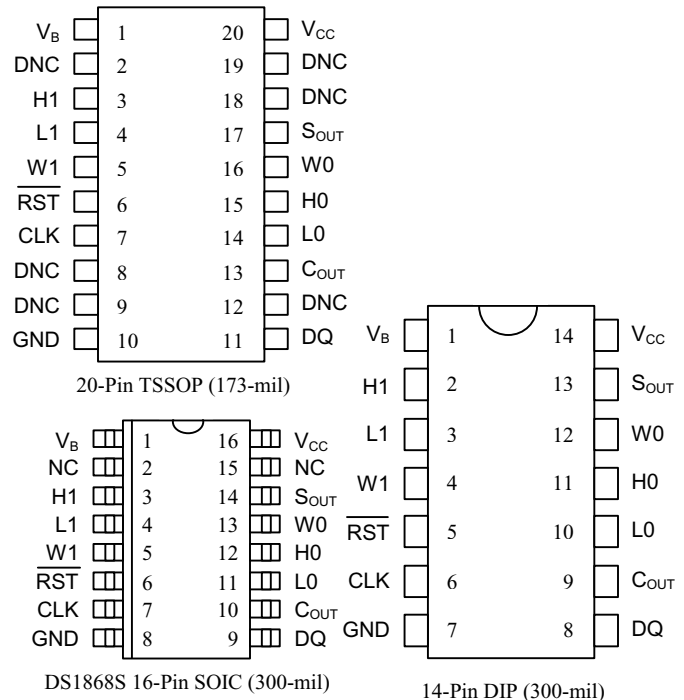 VB 1 20 VCC
DNC 2 19 DNC
H1 3 18 DNC
L1 4 17 SOUT
W1 5 16 W0
RST 6 15 H0
CLK 7 14 L0
DNC 8 13 COUT
DNC 9 12 DNC
GND 10 11 DQ
20-Pin TSSOP (173-mil)
VB 1 16 VCC
NC 2 15 NC
H1 3 14 SOUT
L1 4 13 W0
W1 5 12 H0
RST 6 11 L0
CLK 7 10 COUT
GND 8 9 DQ
DS1868S 16-Pin SOIC (300-mil)
VB 1 14 VCC
H1 2 13 SOUT
L1 3 12 W0
W1 4 11 H0
RST 5 10 L0
CLK 6 9 COUT
GND 7 8 DQ
14-Pin DIP (300-mil)